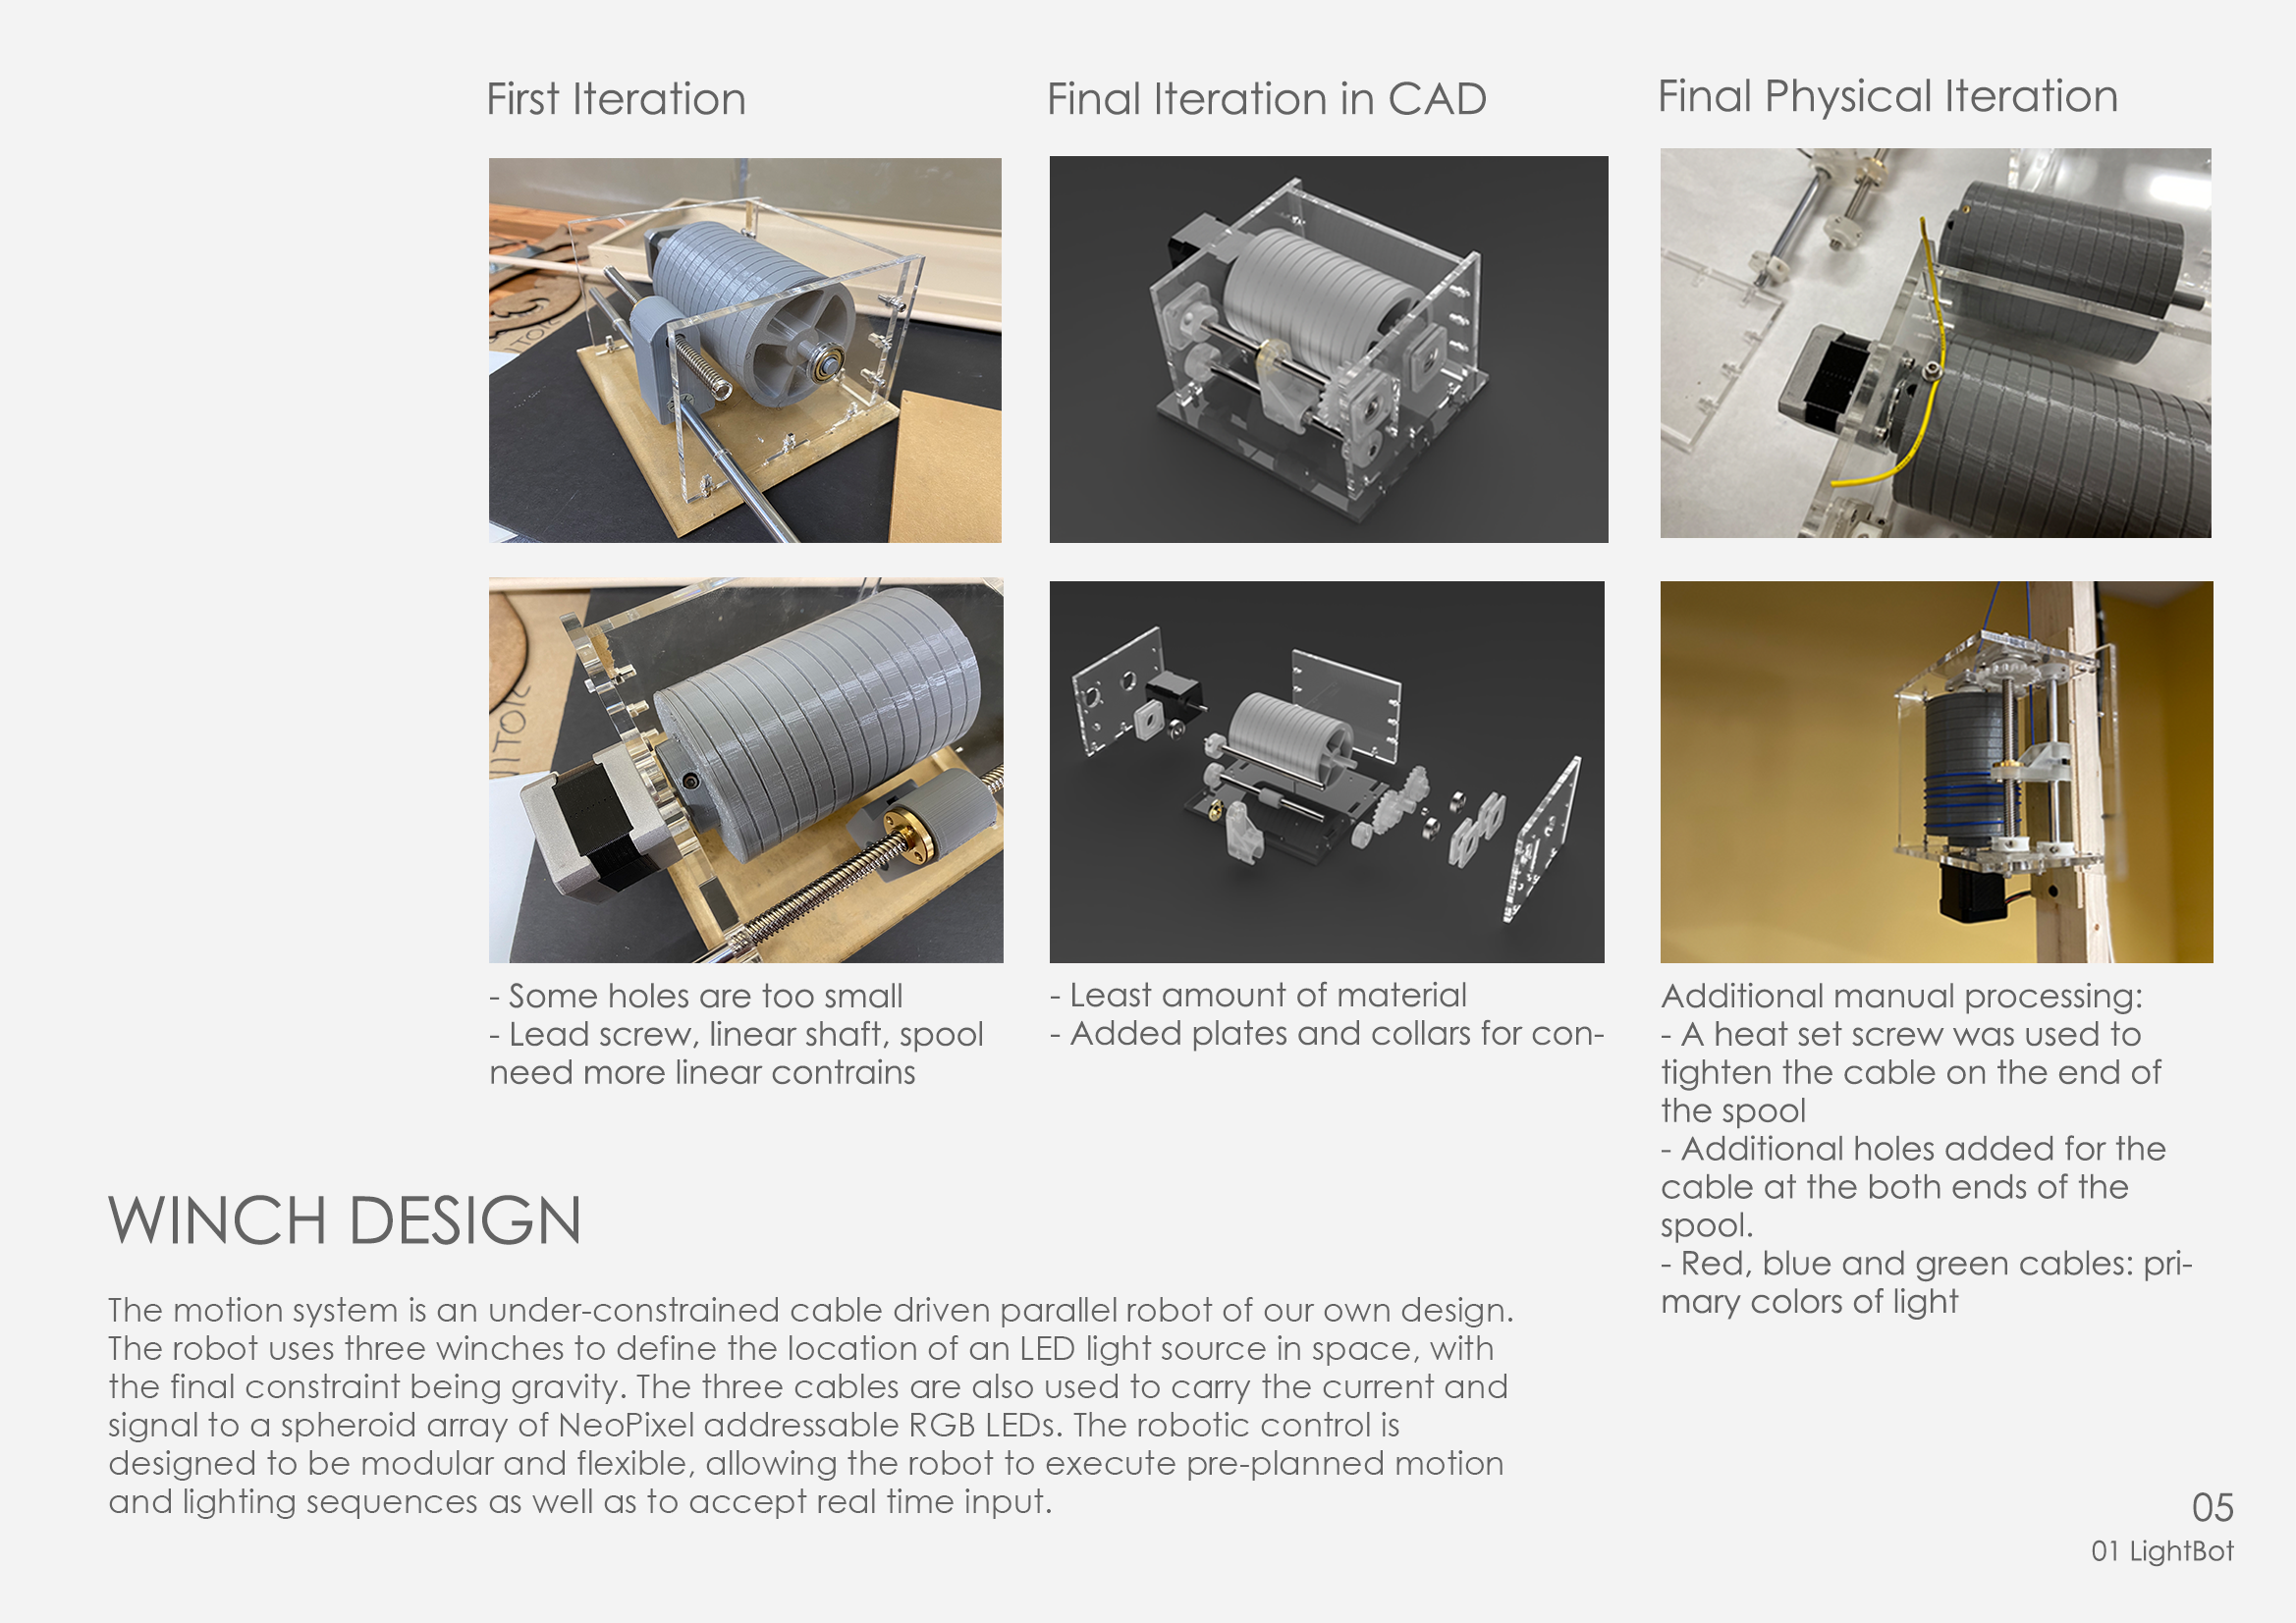 First Iteration
Final Iteration in CAD
Final Physical Iteration
- Some holes are too small
- Lead screw, linear shaft, spool
need more linear contrains
- Least amount of material
- Added plates and collars for con-
Additional manual processing:
- A heat set screw was used to
tighten the cable on the end of
the spool
- Additional holes added for the
cable at the both ends of the
spool.
- Red, blue and green cables: pri-
mary colors of light
WINCH DESIGN
The motion system is an under-constrained cable driven parallel robot of our own design.
The robot uses three winches to define the location of an LED light source in space, with
the final constraint being gravity. The three cables are also used to carry the current and
signal to a spheroid array of NeoPixel addressable RGB LEDs. The robotic control is
designed to be modular and flexible, allowing the robot to execute pre-planned motion
and lighting sequences as well as to accept real time input.
05
01 LightBot